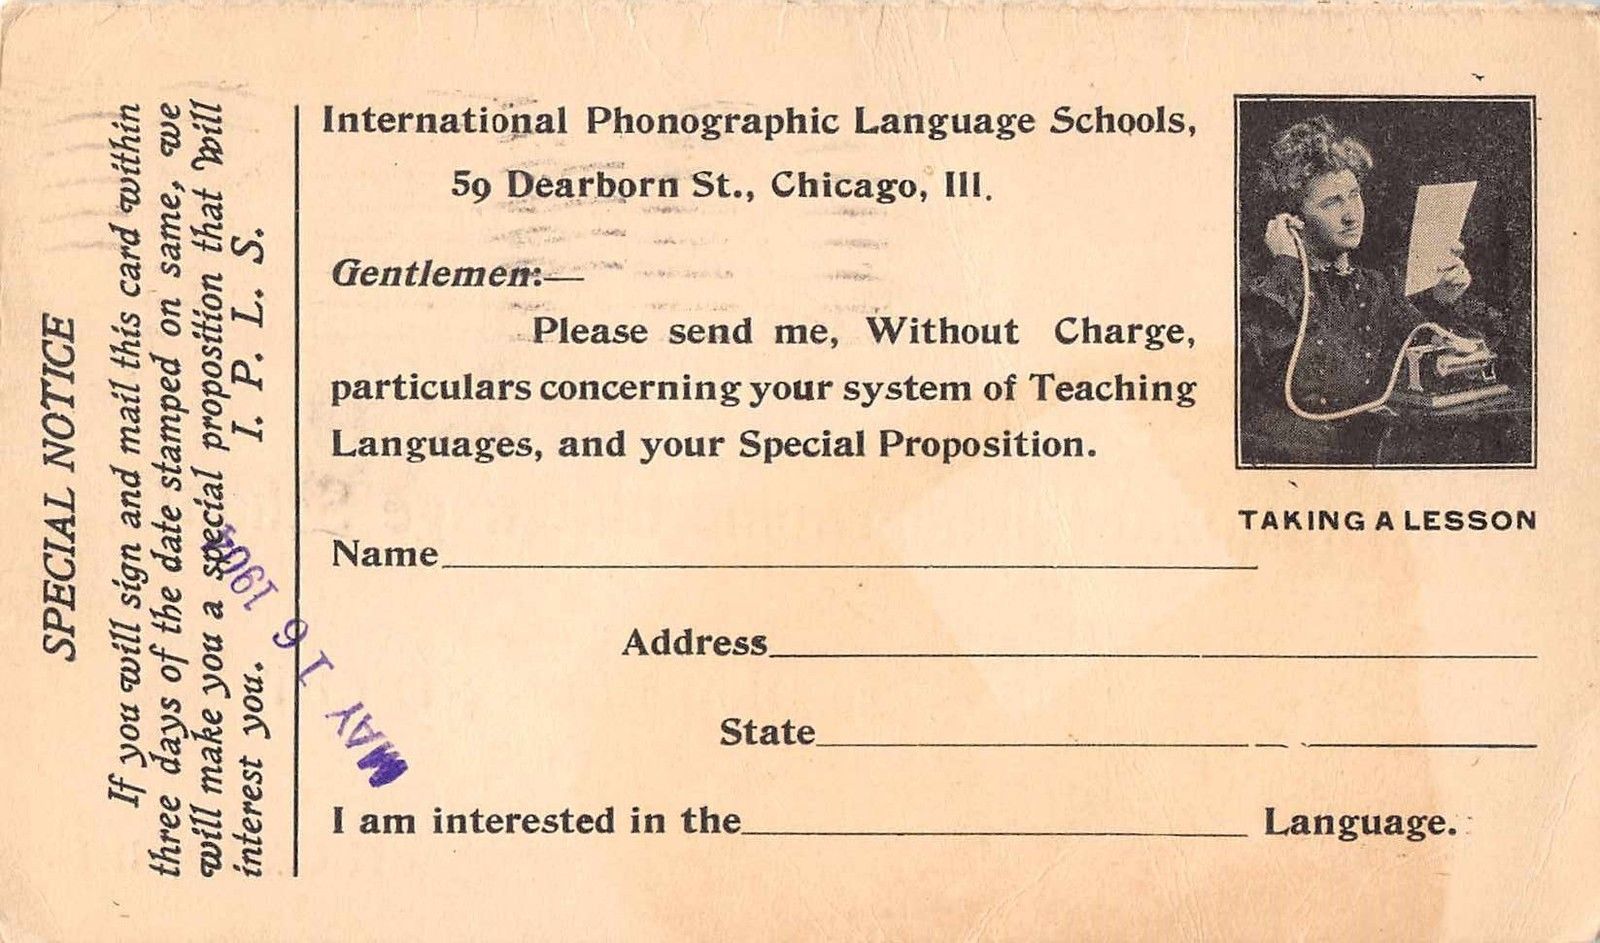 SPECIAL NOTICE
If you will sign and mail this card within
three days of the date stamped on same, we
will make you a special proposition that will
interest you. I. P. L. S.
MAY 16 1904
International Phonographic Language Schools,
59 Dearborn St., Chicago, Ill.
Gentlemen:—
Please send me, Without Charge,
particulars concerning your system of Teaching
Languages, and your Special Proposition.
TAKING A LESSON
Name
Address
State
I am interested in the Language.